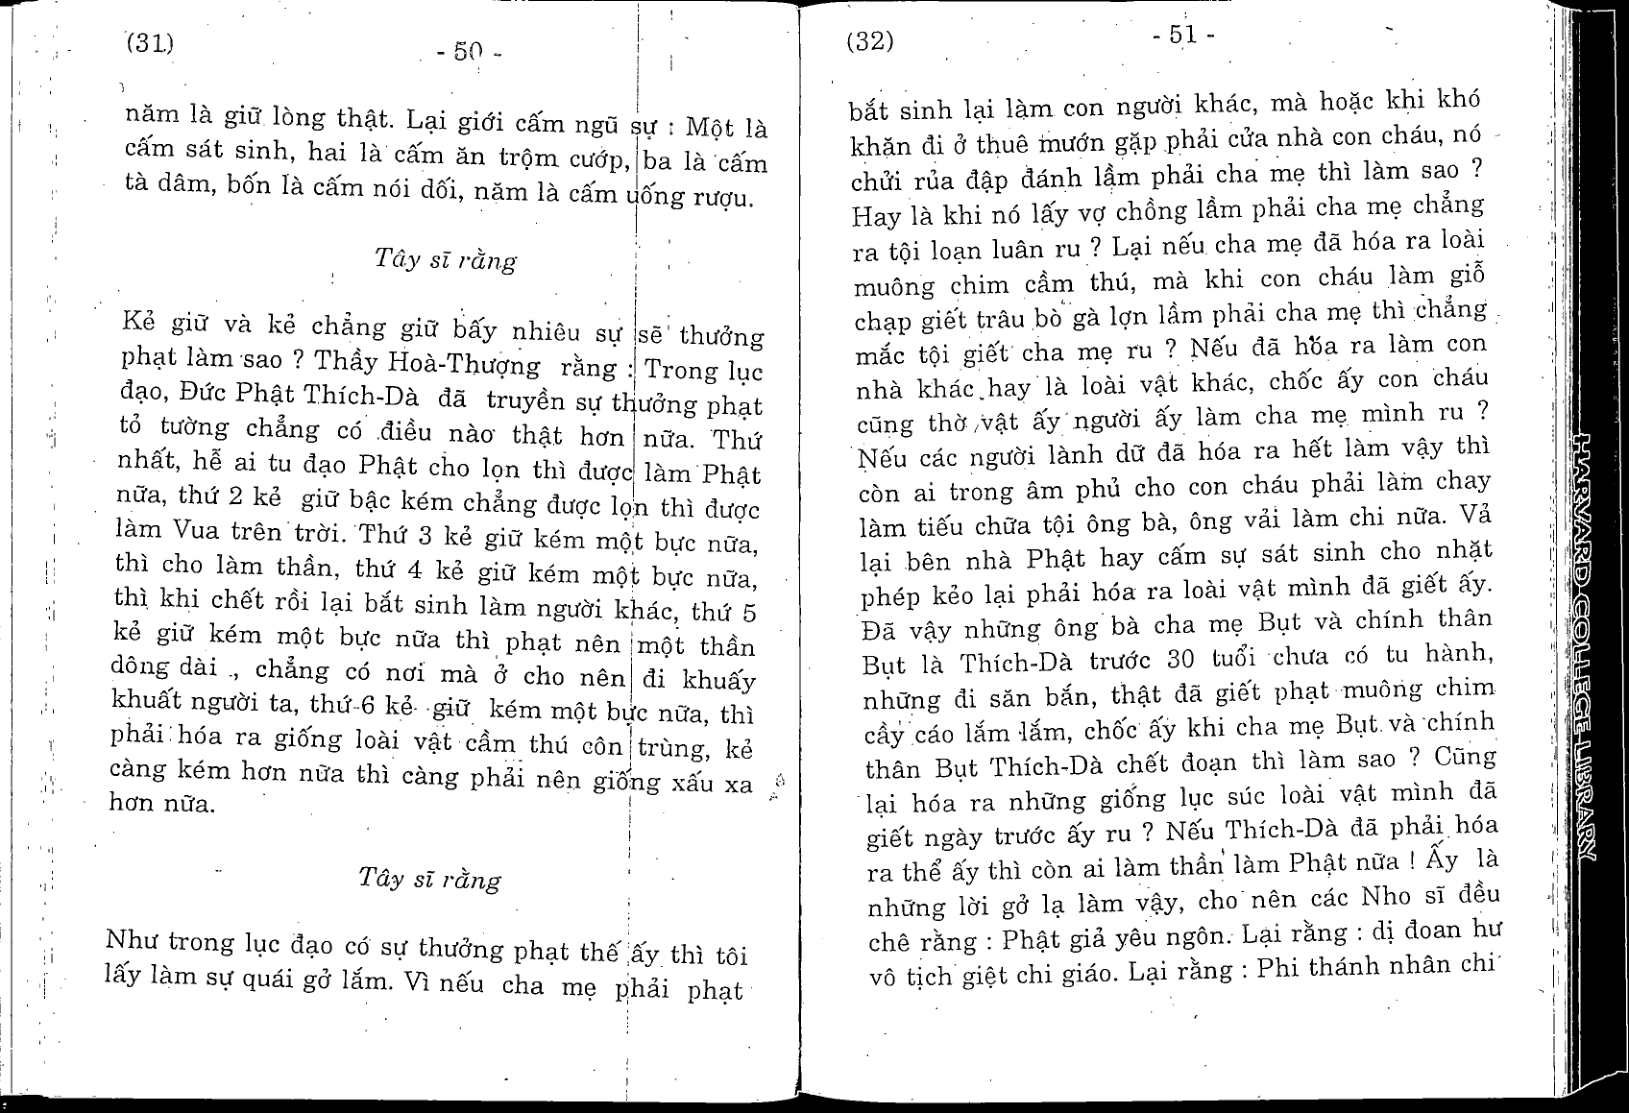 (31)
- 50 -
năm là giữ lòng thật. Lại giới cấm ngũ sự : Một là
cấm sát sinh, hai là cấm ăn trộm cướp, ba là cấm
tà dâm, bốn là cấm nói dối, năm là cấm uống rượu.
Tây sĩ rằng
Kẻ giữ và kẻ chẳng giữ bấy nhiêu sự sẽ thưởng
phạt làm sao ? Thầy Hoà-Thượng rằng : Trong lục
đạo, Đức Phật Thích-Dà đã truyền sự thưởng phạt
tỏ tường chẳng có điều nào thật hơn nữa. Thứ
nhất, hễ ai tu đạo Phật cho lọn thì được làm Phật
nữa, thứ 2 kẻ giữ bậc kém chẳng được lọn thì được
làm Vua trên trời. Thứ 3 kẻ giữ kém một bực nữa,
thì cho làm thần, thứ 4 kẻ giữ kém một bực nữa,
thì khi chết rồi lại bắt sinh làm người khác, thứ 5
kẻ giữ kém một bực nữa thì phạt nên một thần
dông dài , chẳng có nơi mà ở cho nên đi khuấy
khuất người ta, thứ 6 kẻ giữ kém một bực nữa, thì
phải hóa ra giống loài vật cầm thú côn trùng, kẻ
càng kém hơn nữa thì càng phải nên giống xấu xa
hơn nữa.
Tây sĩ rằng
Như trong lục đạo có sự thưởng phạt thế ấy thì tôi
lấy làm sự quái gở lắm. Vì nếu cha mẹ phải phạt
(32)
- 51 -
bắt sinh lại làm con người khác, mà hoặc khi khó
khăn đi ở thuê mướn gặp phải cửa nhà con cháu, nó
chửi rủa đập đánh lầm phải cha mẹ thì làm sao ?
Hay là khi nó lấy vợ chồng lầm phải cha mẹ chẳng
ra tội loạn luân ru ? Lại nếu cha mẹ đã hóa ra loài
muông chim cầm thú, mà khi con cháu làm giỗ
chạp giết trâu bò gà lợn lầm phải cha mẹ thì chẳng
mắc tội giết cha mẹ ru ? Nếu đã hóa ra làm con
nhà khác hay là loài vật khác, chốc ấy con cháu
cũng thờ vật ấy người ấy làm cha mẹ mình ru ?
Nếu các người lành dữ đã hóa ra hết làm vậy thì
còn ai trong âm phủ cho con cháu phải làm chay
làm tiếu chữa tội ông bà, ông vải làm chi nữa. Vả
lại bên nhà Phật hay cấm sự sát sinh cho nhặt
phép kẻo lại phải hóa ra loài vật mình đã giết ấy.
Đã vậy những ông bà cha mẹ Bụt và chính thân
Bụt là Thích-Dà trước 30 tuổi chưa có tu hành,
những đi săn bắn, thật đã giết phạt muông chim
cầy cáo lắm lắm, chốc ấy khi cha mẹ Bụt và chính
thân Bụt Thích-Dà chết đoạn thì làm sao ? Cũng
lại hóa ra những giống lục súc loài vật mình đã
giết ngày trước ấy ru ? Nếu Thích-Dà đã phải hóa
ra thể ấy thì còn ai làm thần làm Phật nữa ! Ấy là
những lời gở lạ làm vậy, cho nên các Nho sĩ đều
chê rằng : Phật giả yêu ngôn. Lại rằng : dị đoan hư
vô tịch giệt chi giáo. Lại rằng : Phi thánh nhân chi
HARVARD COLLEGE LIBRARY